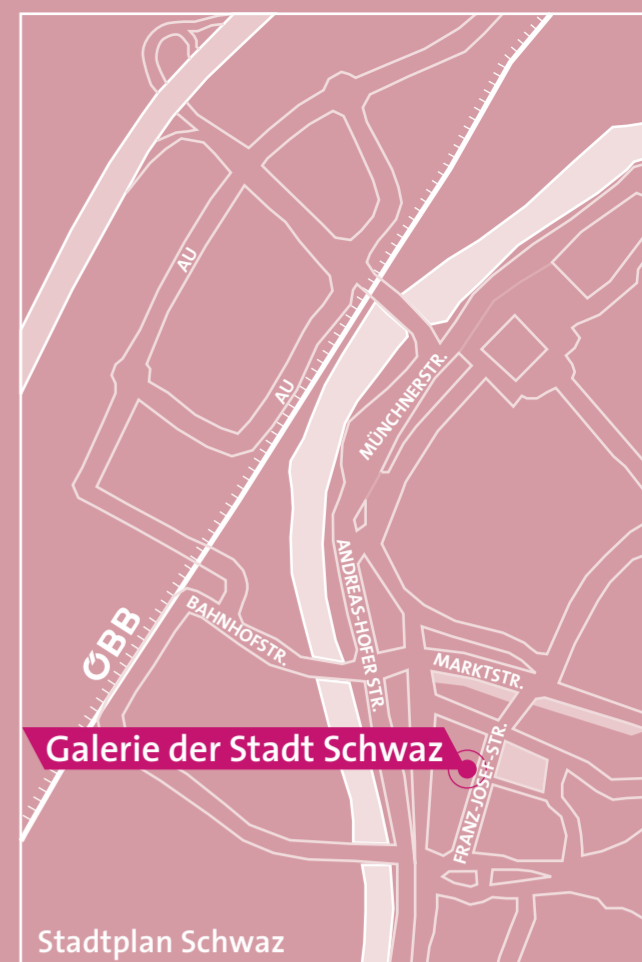 AU
AU
MÜNCHNERSTR.
ANDREAS-HOFER STR.
ÖBB
BAHNHOFSTR.
MARKTSTR.
Galerie der Stadt Schwaz
FRANZ-JOSEF-STR.
Stadtplan Schwaz